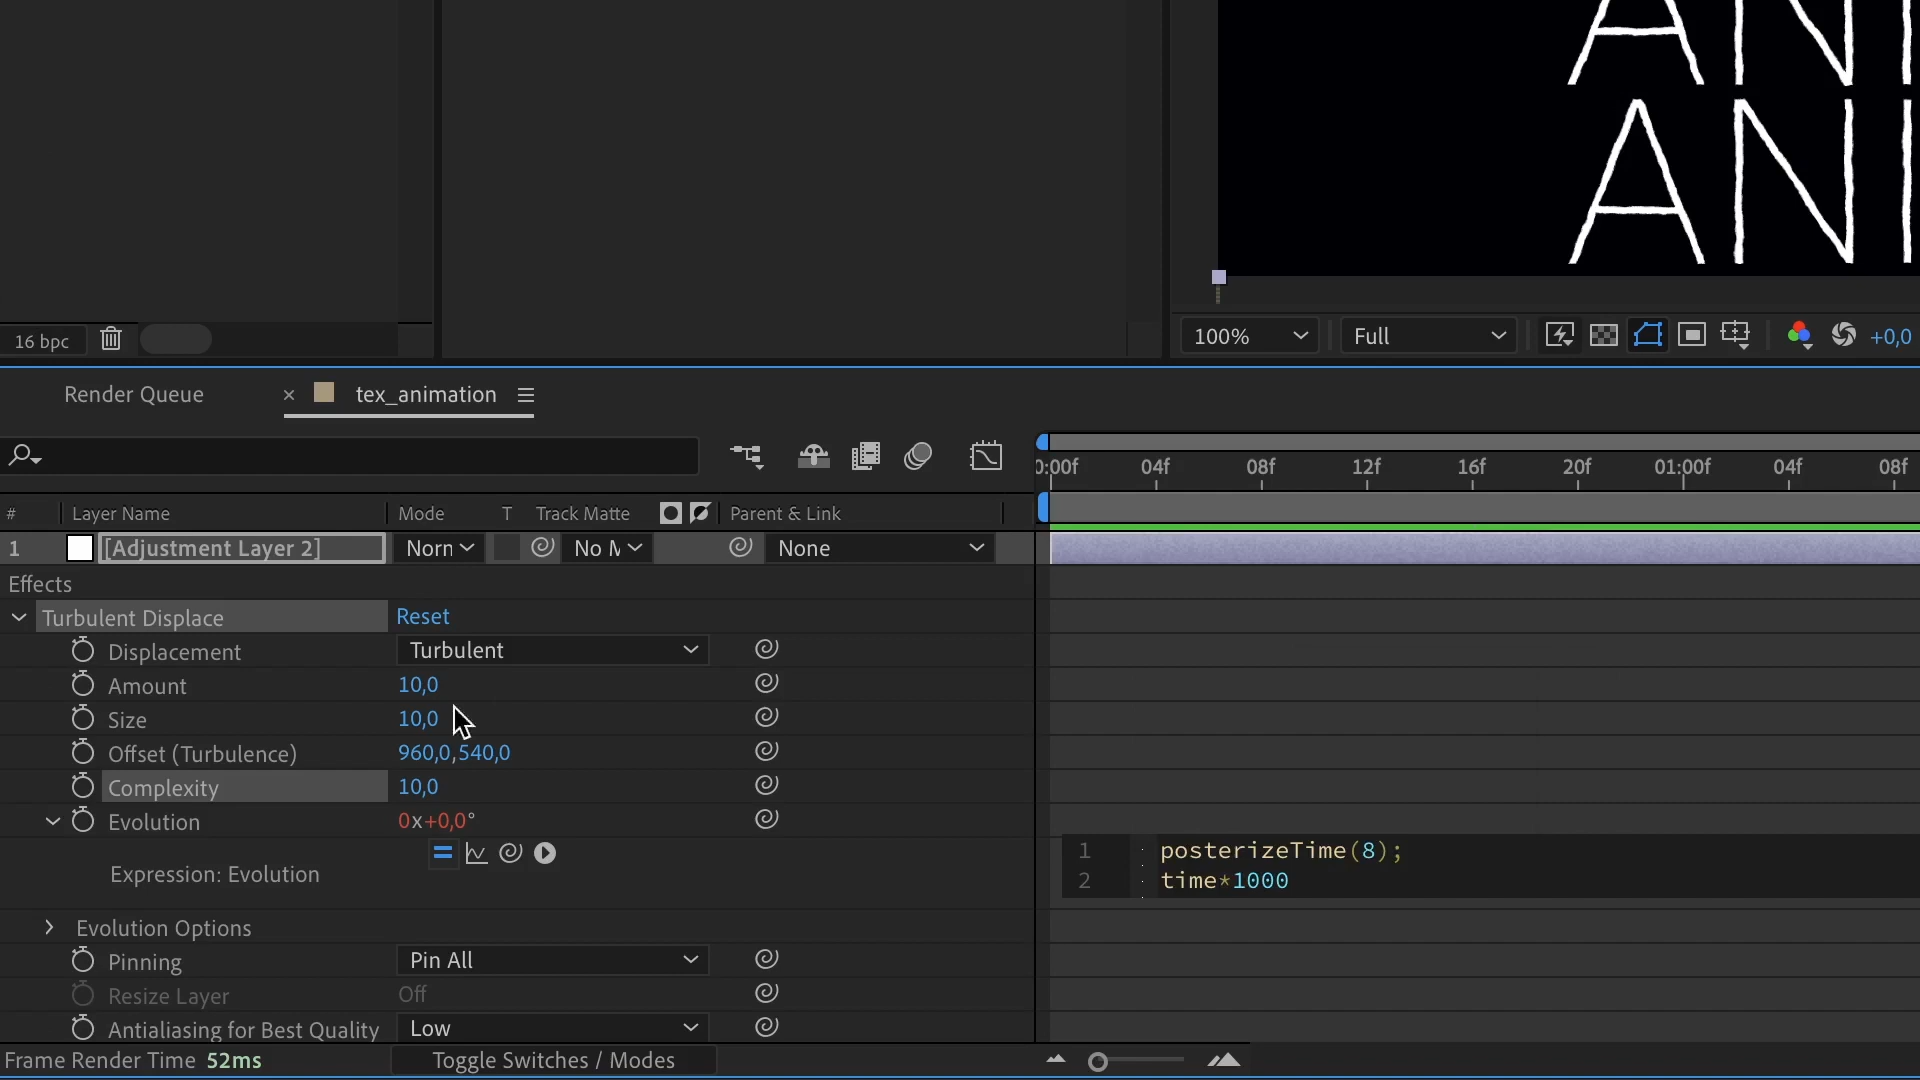 ANI
ANI
16 bpc
100%
Full
+0,0
Render Queue
× tex_animation
0:00f 04f 08f 12f 16f 20f 01:00f 04f 08f
# Layer Name Mode T Track Matte Parent & Link
1 [Adjustment Layer 2] Norn No M None
Effects
Turbulent Displace Reset
Displacement Turbulent
Amount 10,0
Size 10,0
Offset (Turbulence) 960,0,540,0
Complexity 10,0
Evolution 0x+0,0°
Expression: Evolution
1 posterizeTime(8);
2 time*1000
Evolution Options
Pinning Pin All
Resize Layer Off
Antialiasing for Best Quality Low
Frame Render Time 52ms
Toggle Switches / Modes